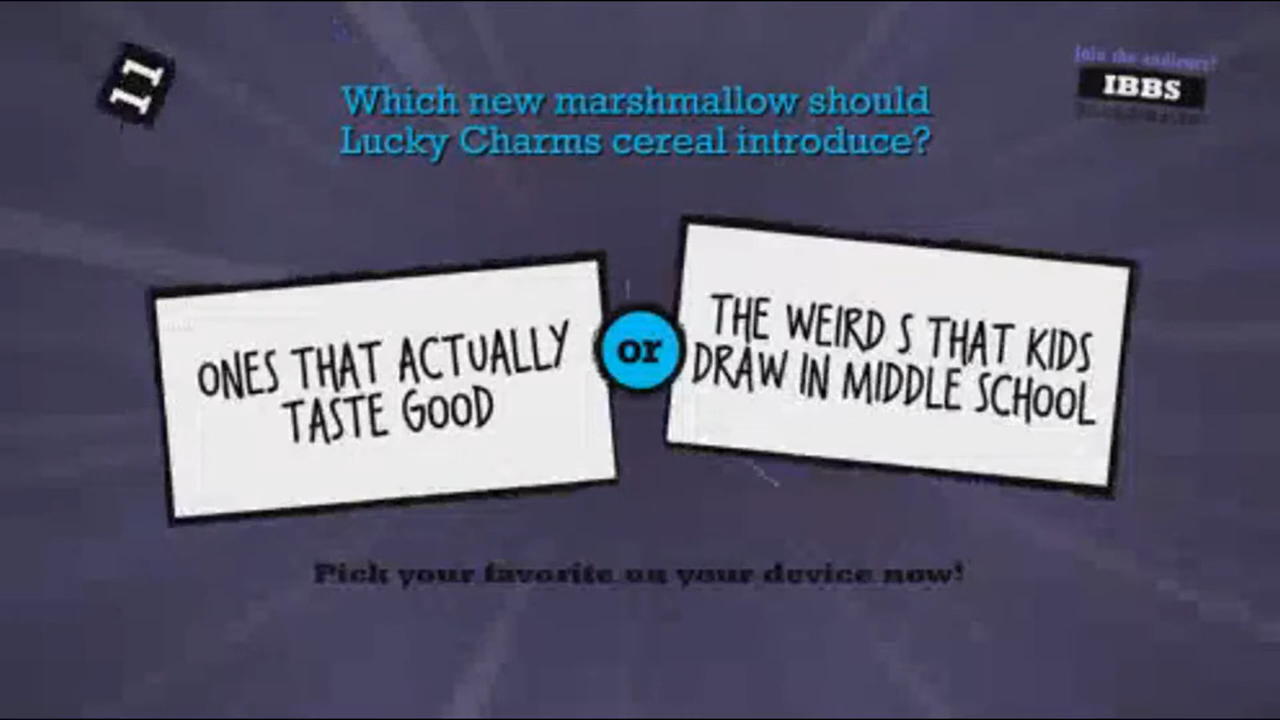 11
Join the audience!
IBBS
Which new marshmallow should
Lucky Charms cereal introduce?
ONES THAT ACTUALLY
TASTE GOOD
or
THE WEIRD S THAT KIDS
DRAW IN MIDDLE SCHOOL
Pick your favorite on your device now!